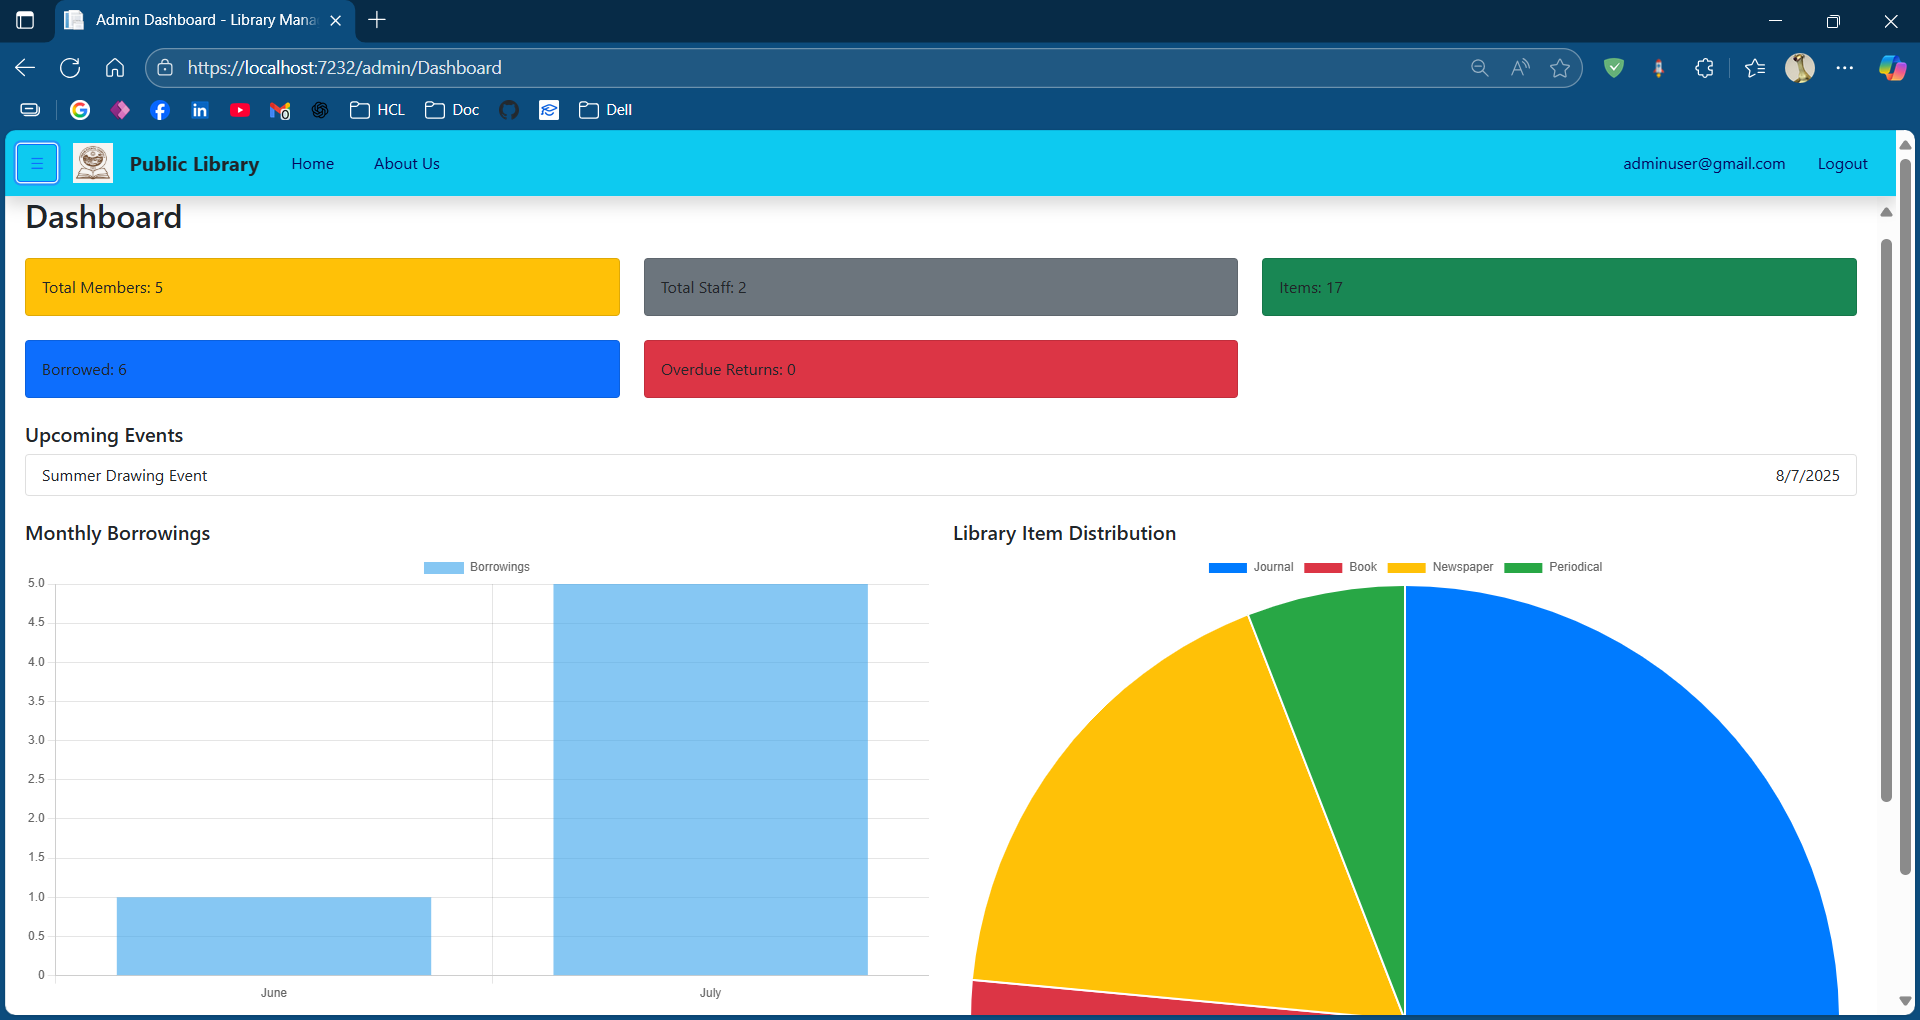 Admin Dashboard - Library Mana
https://localhost:7232/admin/Dashboard
HCL Doc Dell
Public Library Home About Us adminuser@gmail.com Logout
Dashboard
Total Members: 5 Total Staff: 2 Items: 17
Borrowed: 6 Overdue Returns: 0
Upcoming Events
Summer Drawing Event 8/7/2025
Monthly Borrowings
Borrowings
5.0
4.5
4.0
3.5
3.0
2.5
2.0
1.5
1.0
0.5
0
June July
Library Item Distribution
Journal Book Newspaper Periodical